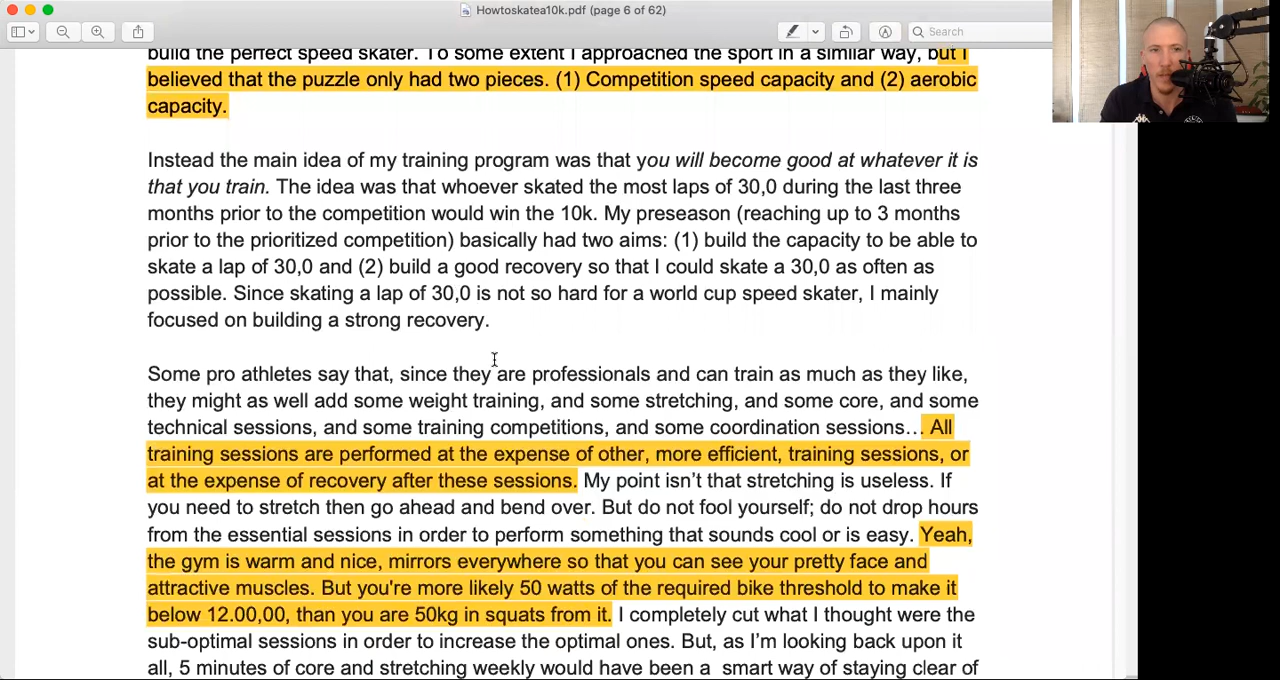 Howtoskatea10k.pdf (page 6 of 62)
Search
build the perfect speed skater. To some extent I approached the sport in a similar way, but I
believed that the puzzle only had two pieces. (1) Competition speed capacity and (2) aerobic
capacity.
Instead the main idea of my training program was that you will become good at whatever it is
that you train. The idea was that whoever skated the most laps of 30,0 during the last three
months prior to the competition would win the 10k. My preseason (reaching up to 3 months
prior to the prioritized competition) basically had two aims: (1) build the capacity to be able to
skate a lap of 30,0 and (2) build a good recovery so that I could skate a 30,0 as often as
possible. Since skating a lap of 30,0 is not so hard for a world cup speed skater, I mainly
focused on building a strong recovery.
Some pro athletes say that, since they are professionals and can train as much as they like,
they might as well add some weight training, and some stretching, and some core, and some
technical sessions, and some training competitions, and some coordination sessions… All
training sessions are performed at the expense of other, more efficient, training sessions, or
at the expense of recovery after these sessions. My point isn't that stretching is useless. If
you need to stretch then go ahead and bend over. But do not fool yourself; do not drop hours
from the essential sessions in order to perform something that sounds cool or is easy. Yeah,
the gym is warm and nice, mirrors everywhere so that you can see your pretty face and
attractive muscles. But you're more likely 50 watts of the required bike threshold to make it
below 12.00,00, than you are 50kg in squats from it. I completely cut what I thought were the
sub-optimal sessions in order to increase the optimal ones. But, as I'm looking back upon it
all, 5 minutes of core and stretching weekly would have been a smart way of staying clear of